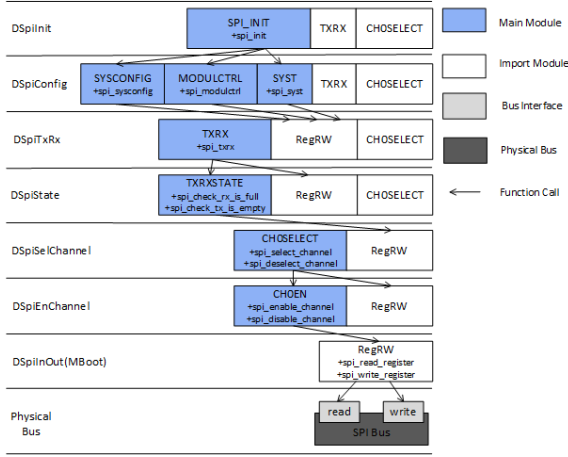 DSpiInit
SPI_INIT
+spi_init
TXRX
CHOSELECT
Main Module
DSpiConfig
SYSCONFIG
+spi_sysconfig
MODULCTRL
+spi_modulctrl
SYST
+spi_syst
TXRX
CHOSELECT
Import Module
Bus Interface
DSpiTxRx
TXRX
+spi_txrx
RegRW
CHOSELECT
Physical Bus
DSpiState
TXRXSTATE
+spi_check_rx_is_full
+spi_check_tx_is_empty
RegRW
CHOSELECT
Function Call
DSpiSelChannel
CHOSELECT
+spi_select_channel
+spi_deselect_channel
RegRW
DSpiEnChannel
CHOEN
+spi_enable_channel
+spi_disable_channel
RegRW
DSpiInOut(MBoot)
RegRW
+spi_read_register
+spi_write_register
Physical
Bus
read
write
SPI Bus